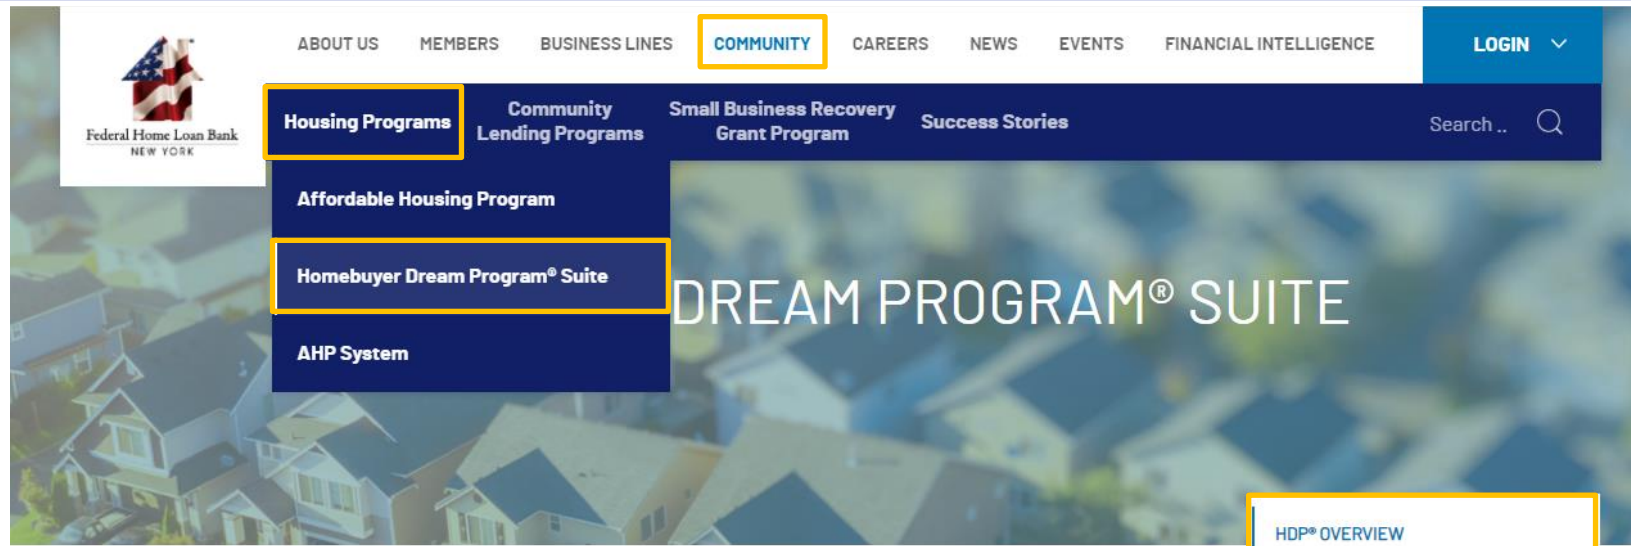 ABOUT US MEMBERS BUSINESS LINES COMMUNITY CAREERS NEWS EVENTS FINANCIAL INTELLIGENCE LOGIN
Federal Home Loan Bank
NEW YORK
Housing Programs
Community
Lending Programs
Small Business Recovery
Grant Program
Success Stories
Search ..
Affordable Housing Program
Homebuyer Dream Program® Suite
AHP System
DREAM PROGRAM® SUITE
HDP® OVERVIEW